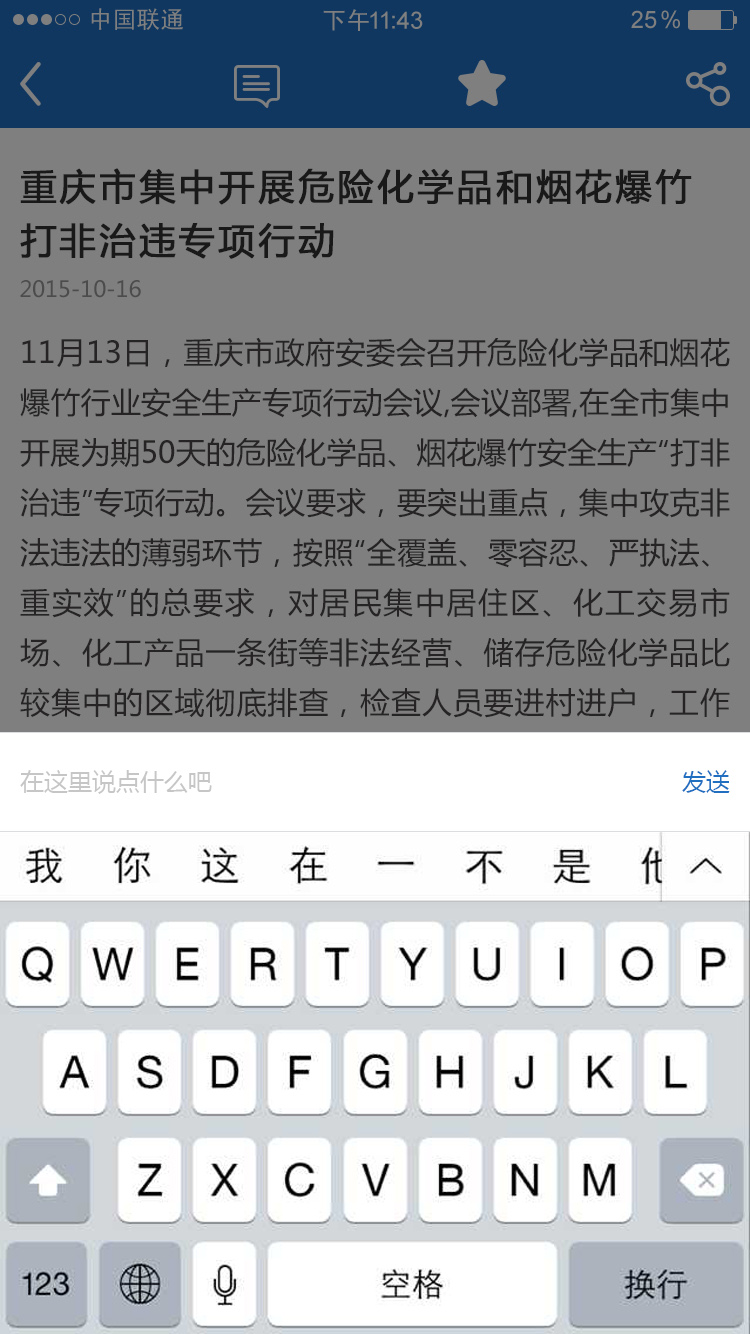 中国联通 下午11:43 25%
重庆市集中开展危险化学品和烟花爆竹
打非治违专项行动
2015-10-16
11月13日，重庆市政府安委会召开危险化学品和烟花
爆竹行业安全生产专项行动会议,会议部署,在全市集中
开展为期50天的危险化学品、烟花爆竹安全生产“打非
治违”专项行动。会议要求，要突出重点，集中攻克非
法违法的薄弱环节，按照“全覆盖、零容忍、严执法、
重实效”的总要求，对居民集中居住区、化工交易市
场、化工产品一条街等非法经营、储存危险化学品比
较集中的区域彻底排查，检查人员要进村进户，工作
在这里说点什么吧 发送
我 你 这 在 一 不 是 他
Q W E R T Y U I O P
A S D F G H J K L
Z X C V B N M
123 空格 换行